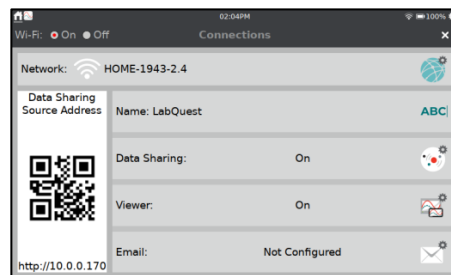 02:04PM 100%
Wi-Fi: On Off Connections x
Network: HOME-1943-2.4
Data Sharing
Source Address
Name: LabQuest ABC
Data Sharing: On
Viewer: On
Email: Not Configured
http://10.0.0.170